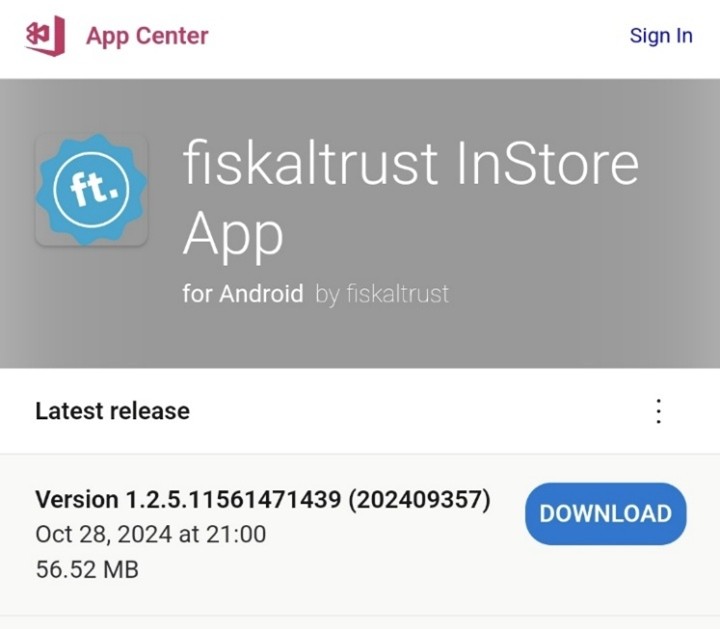 App Center
Sign In
ft.
fiskaltrust InStore
App
for Android by fiskaltrust
Latest release
Version 1.2.5.11561471439 (202409357)
DOWNLOAD
Oct 28, 2024 at 21:00
56.52 MB